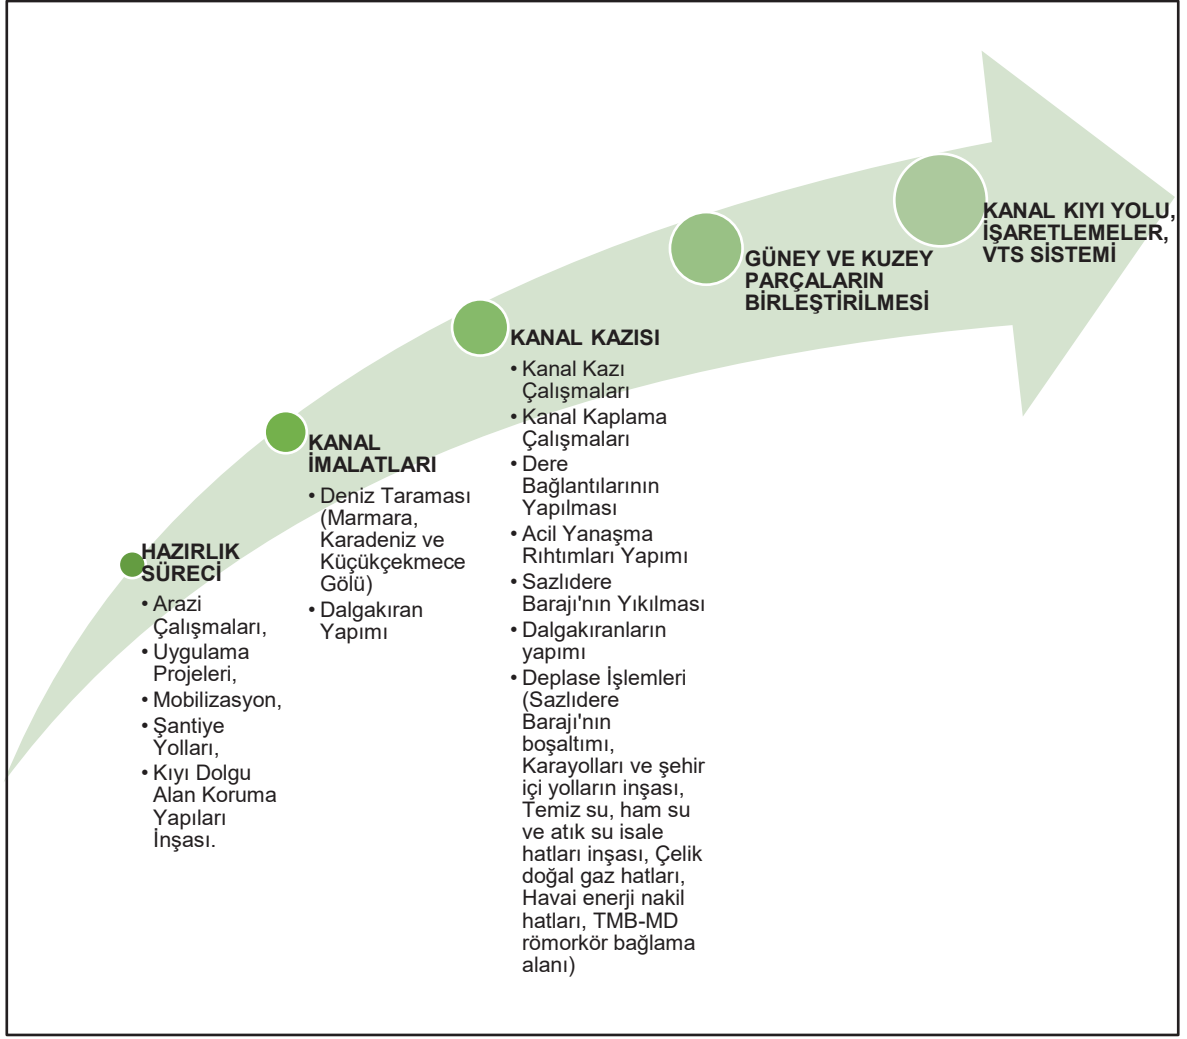 HAZIRLIK
SÜRECİ
• Arazi
Çalışmaları,
• Uygulama
Projeleri,
• Mobilizasyon,
• Şantiye
Yolları,
• Kıyı Dolgu
Alan Koruma
Yapıları
İnşası.
KANAL
İMALATLARI
• Deniz Taraması
(Marmara,
Karadeniz ve
Küçükçekmece
Gölü)
• Dalgakıran
Yapımı
KANAL KAZISI
• Kanal Kazı
Çalışmaları
• Kanal Kaplama
Çalışmaları
• Dere
Bağlantılarının
Yapılması
• Acil Yanaşma
Rıhtımları Yapımı
• Sazlıdere
Barajı'nın Yıkılması
• Dalgakıranların
yapımı
• Deplase İşlemleri
(Sazlıdere
Barajı'nın
boşaltımı,
Karayolları ve şehir
içi yolların inşası,
Temiz su, ham su
ve atık su isale
hatları inşası, Çelik
doğal gaz hatları,
Havai enerji nakil
hatları, TMB-MD
römorkör bağlama
alanı)
GÜNEY VE KUZEY
PARÇALARIN
BİRLEŞTİRİLMESİ
KANAL KIYI YOLU,
İŞARETLEMELER,
VTS SİSTEMİ